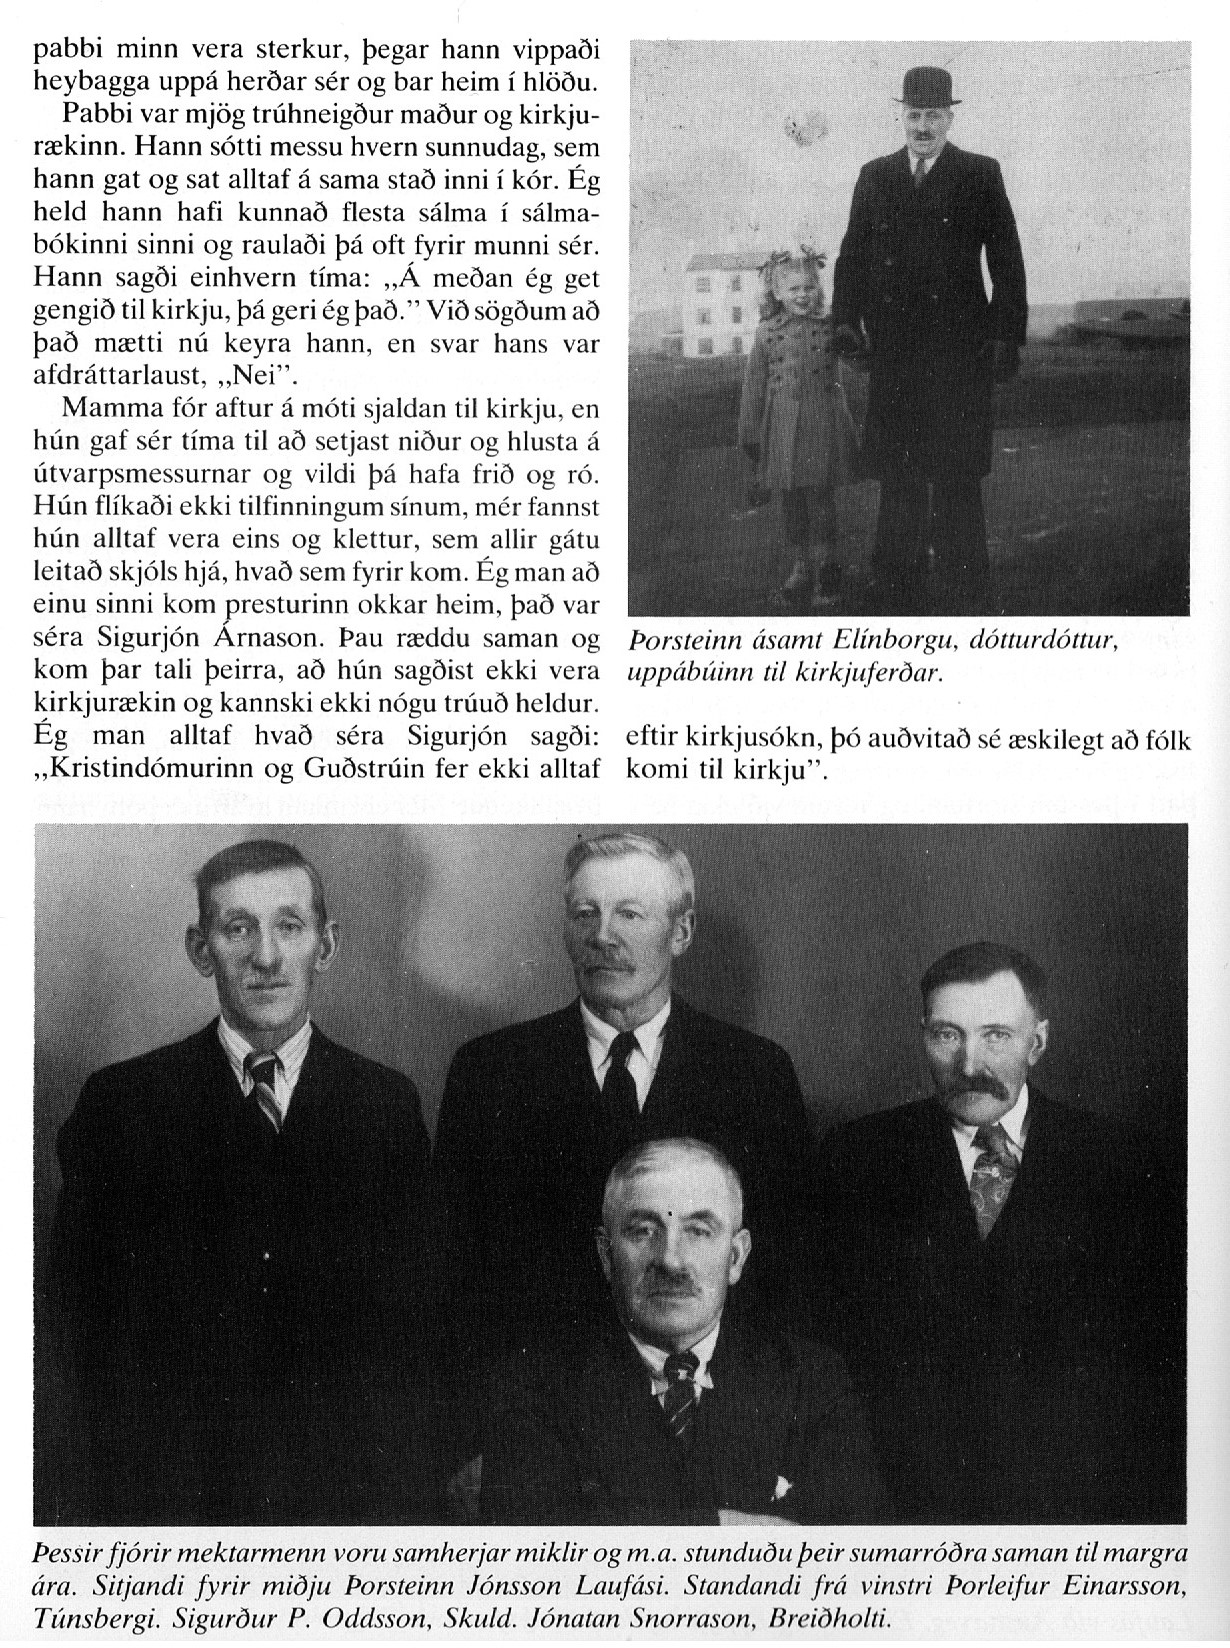 pabbi minn vera sterkur, þegar hann vippaði
heybagga uppá herðar sér og bar heim í hlöðu.
Pabbi var mjög trúhneigður maður og kirkju-
rækinn. Hann sótti messu hvern sunnudag, sem
hann gat og sat alltaf á sama stað inni í kór. Ég
held hann hafi kunnað flesta sálma í sálma-
bókinni sinni og raulaði þá oft fyrir munni sér.
Hann sagði einhvern tíma: ,,Á meðan ég get
gengið til kirkju, þá geri ég það.” Við sögðum að
það mætti nú keyra hann, en svar hans var
afdráttarlaust, ,,Nei”.
Mamma fór aftur á móti sjaldan til kirkju, en
hún gaf sér tíma til að setjast niður og hlusta á
útvarpsmessurnar og vildi þá hafa frið og ró.
Hún flíkaði ekki tilfinningum sínum, mér fannst
hún alltaf vera eins og klettur, sem allir gátu
leitað skjóls hjá, hvað sem fyrir kom. Ég man að
einu sinni kom presturinn okkar heim, það var
séra Sigurjón Árnason. Þau ræddu saman og
kom þar tali þeirra, að hún sagðist ekki vera
kirkjurækin og kannski ekki nógu trúuð heldur.
Ég man alltaf hvað séra Sigurjón sagði:
,,Kristindómurinn og Guðstrúin fer ekki alltaf
Þorsteinn ásamt Elínborgu, dótturdóttur,
uppábúinn til kirkjuferðar.
eftir kirkjusókn, þó auðvitað sé æskilegt að fólk
komi til kirkju”.
Þessir fjórir mektarmenn voru samherjar miklir og m.a. stunduðu þeir sumarróðra saman til margra
ára. Sitjandi fyrir miðju Þorsteinn Jónsson Laufási. Standandi frá vinstri Þorleifur Einarsson,
Túnsbergi. Sigurður P. Oddsson, Skuld. Jónatan Snorrason, Breiðholti.